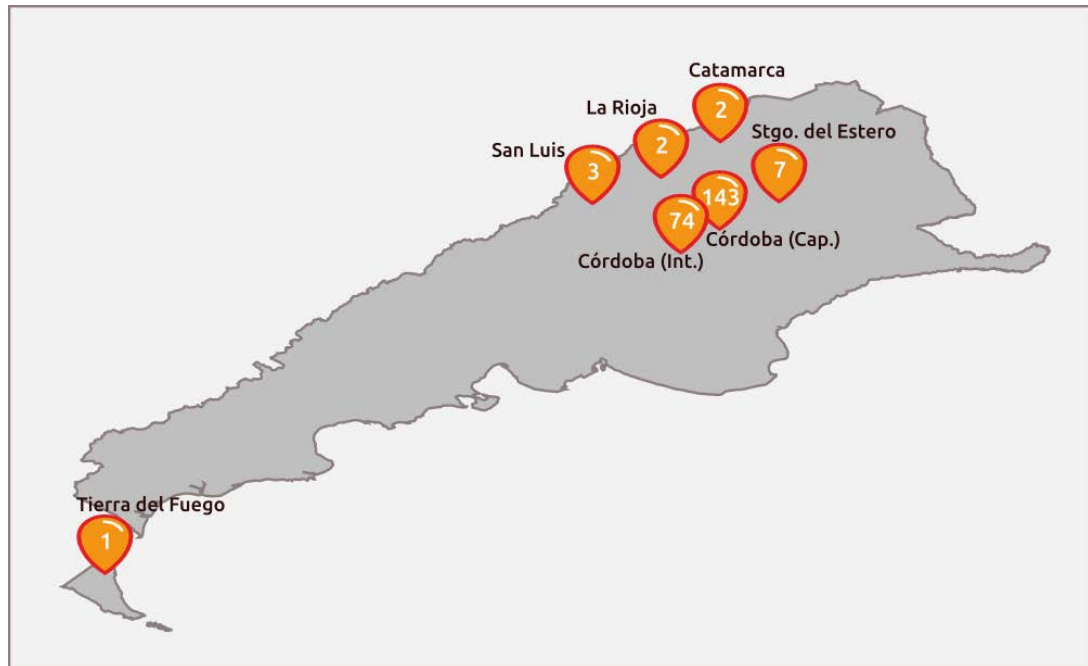 Catamarca
2
La Rioja
2
Stgo. del Estero
7
San Luis
3
143
Córdoba (Cap.)
74
Córdoba (Int.)
Tierra del Fuego
1